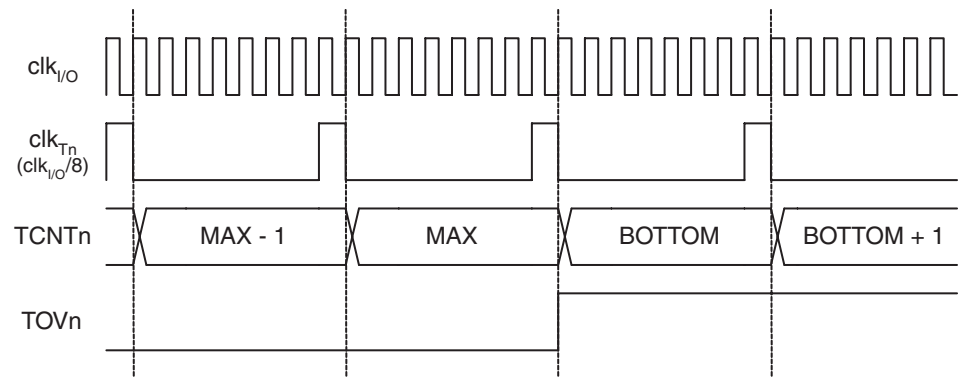 clkI/O
clkTn
(clkI/O/8)
TCNTn MAX - 1 MAX BOTTOM BOTTOM + 1
TOVn